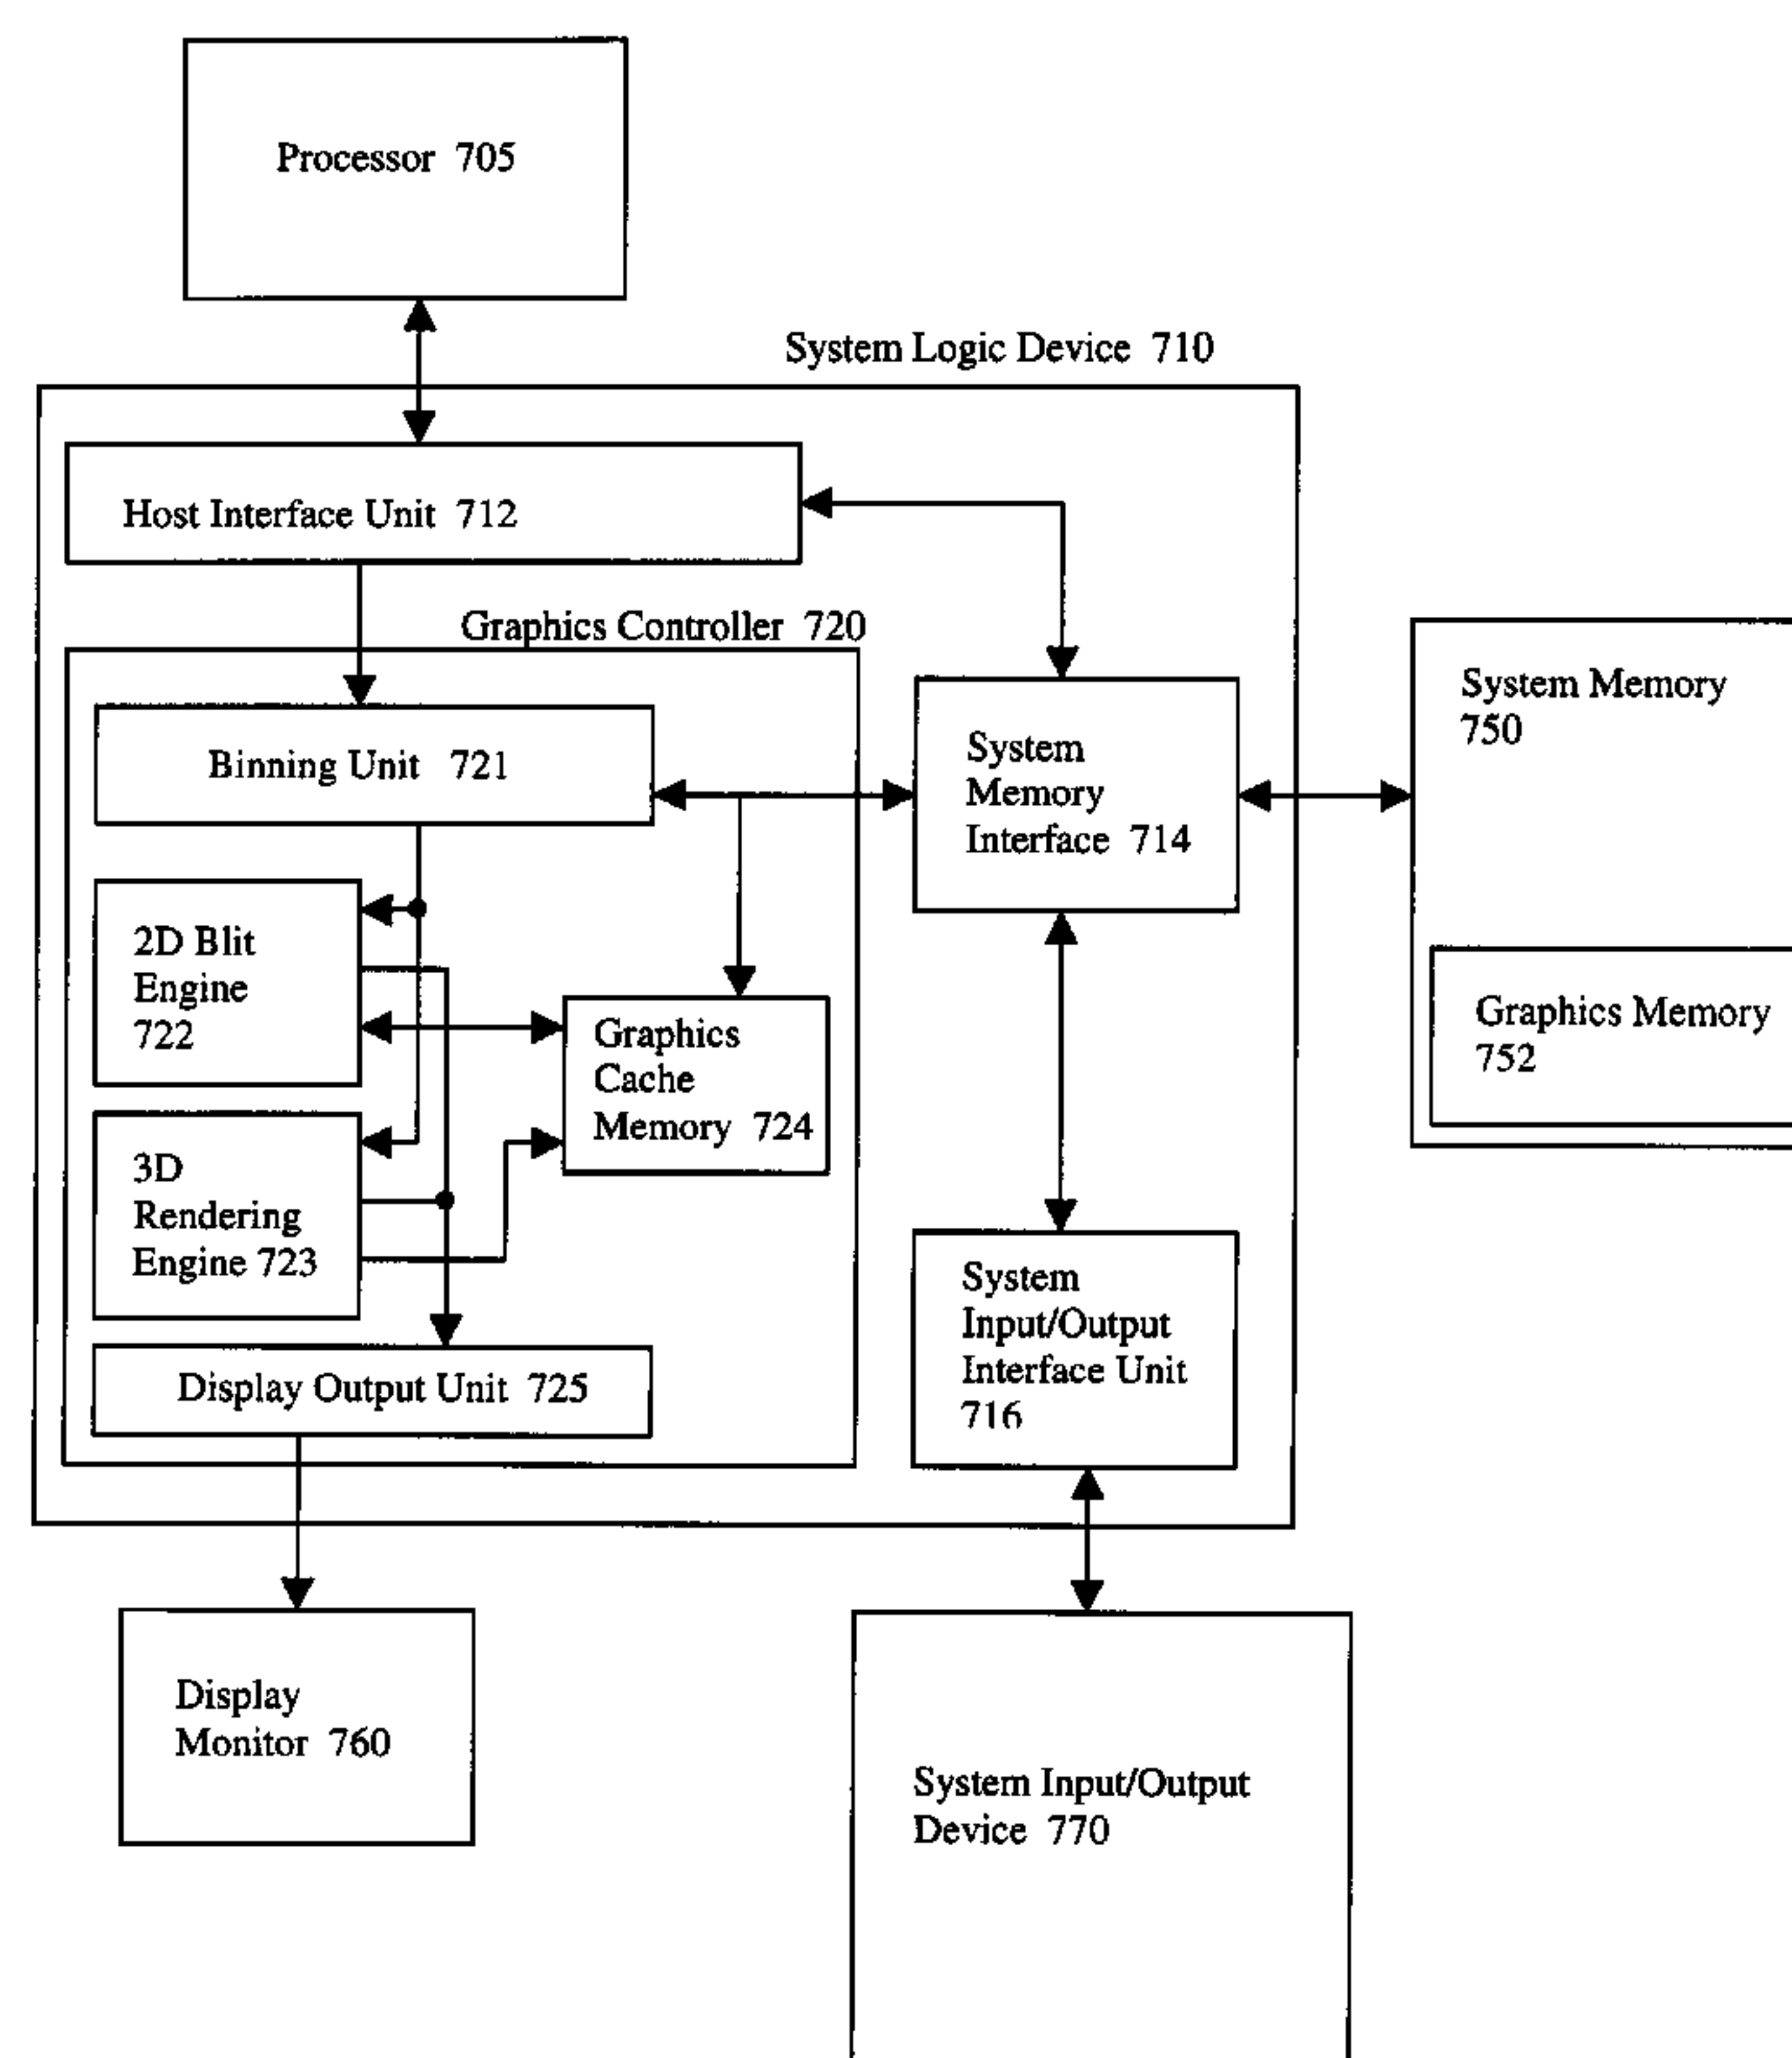 Processor 705
System Logic Device 710
Host Interface Unit 712
Graphics Controller 720
Binning Unit 721
System
Memory
Interface 714
System Memory
750
2D Blit
Engine
722
Graphics
Cache
Memory 724
Graphics Memory
752
3D
Rendering
Engine 723
System
Input/Output
Interface Unit
716
Display Output Unit 725
Display
Monitor 760
System Input/Output
Device 770